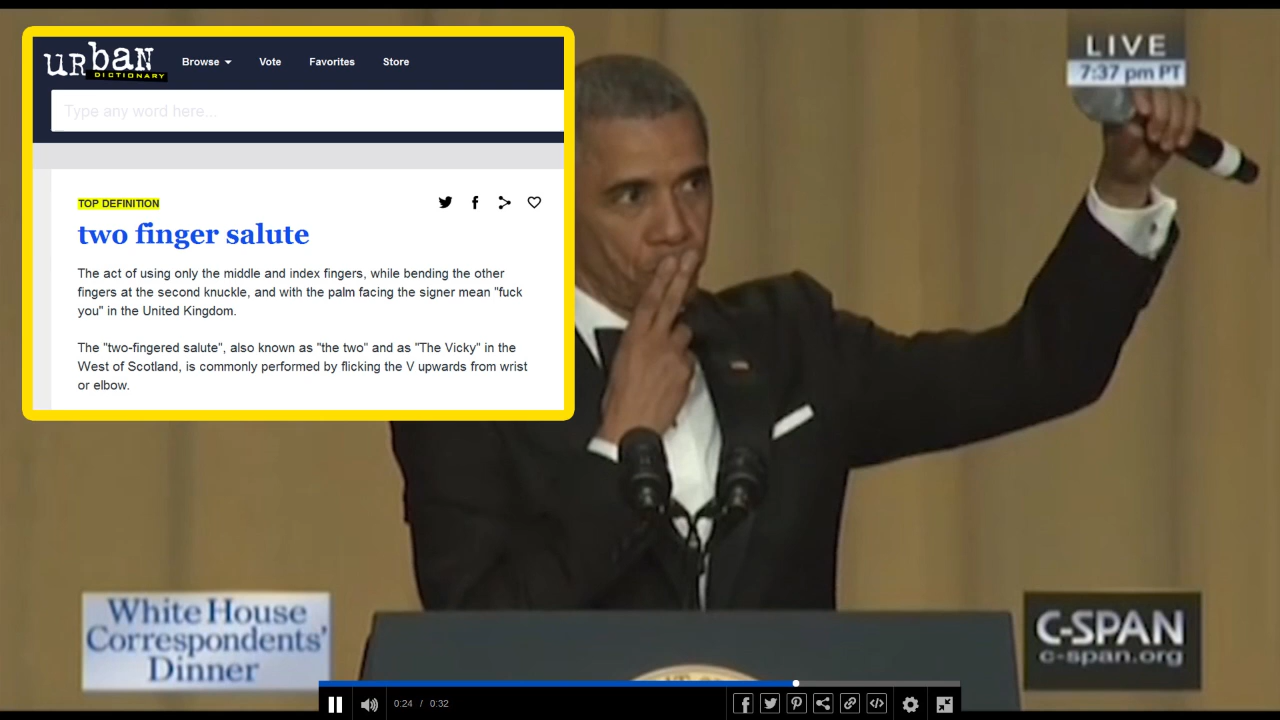 urban
DICTIONARY
Browse
Vote
Favorites
Store
Type any word here...
TOP DEFINITION
two finger salute
The act of using only the middle and index fingers, while bending the other
fingers at the second knuckle, and with the palm facing the signer mean "fuck
you" in the United Kingdom.
The "two-fingered salute", also known as "the two" and as "The Vicky" in the
West of Scotland, is commonly performed by flicking the V upwards from wrist
or elbow.
LIVE
7:37 pm PT
White House
Correspondents'
Dinner
C-SPAN
c-span.org
0:24 / 0:32